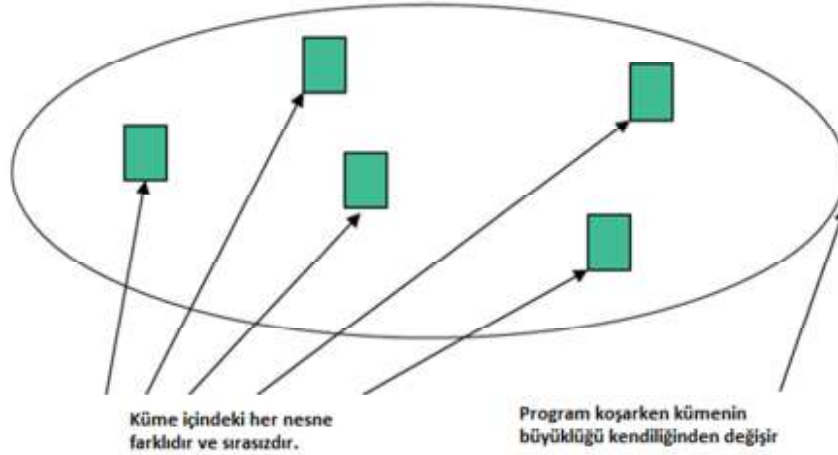 Küme içindeki her nesne
farklıdır ve sırasızdır.
Program koşarken kümenin
büyüklüğü kendiliğinden değişir